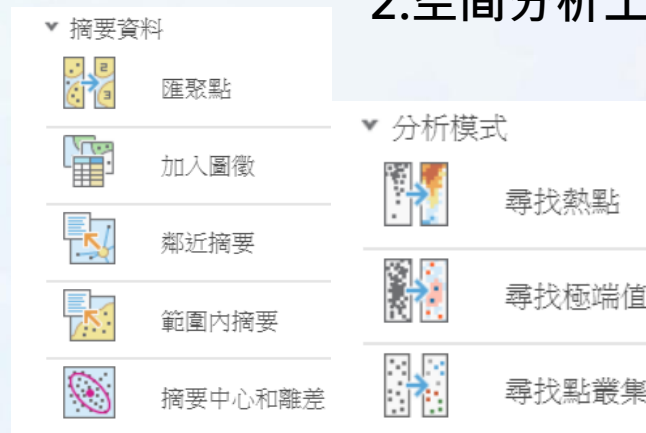 2.空間分析工
摘要資料
匯聚點
加入圖徵
鄰近摘要
範圍內摘要
摘要中心和離差
分析模式
尋找熱點
尋找極端值
尋找點叢集